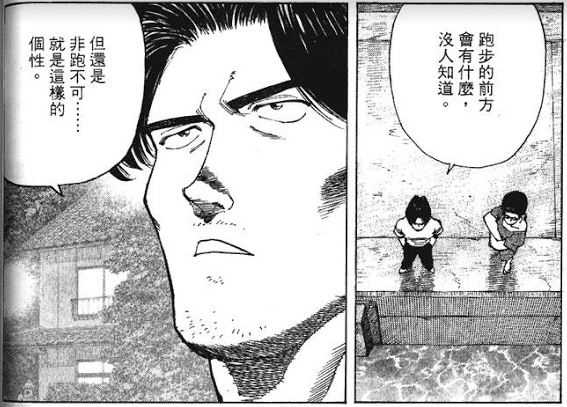 跑步的前方
會有什麼，
沒人知道。
但還是
非跑不可……
就是這樣的
個性。